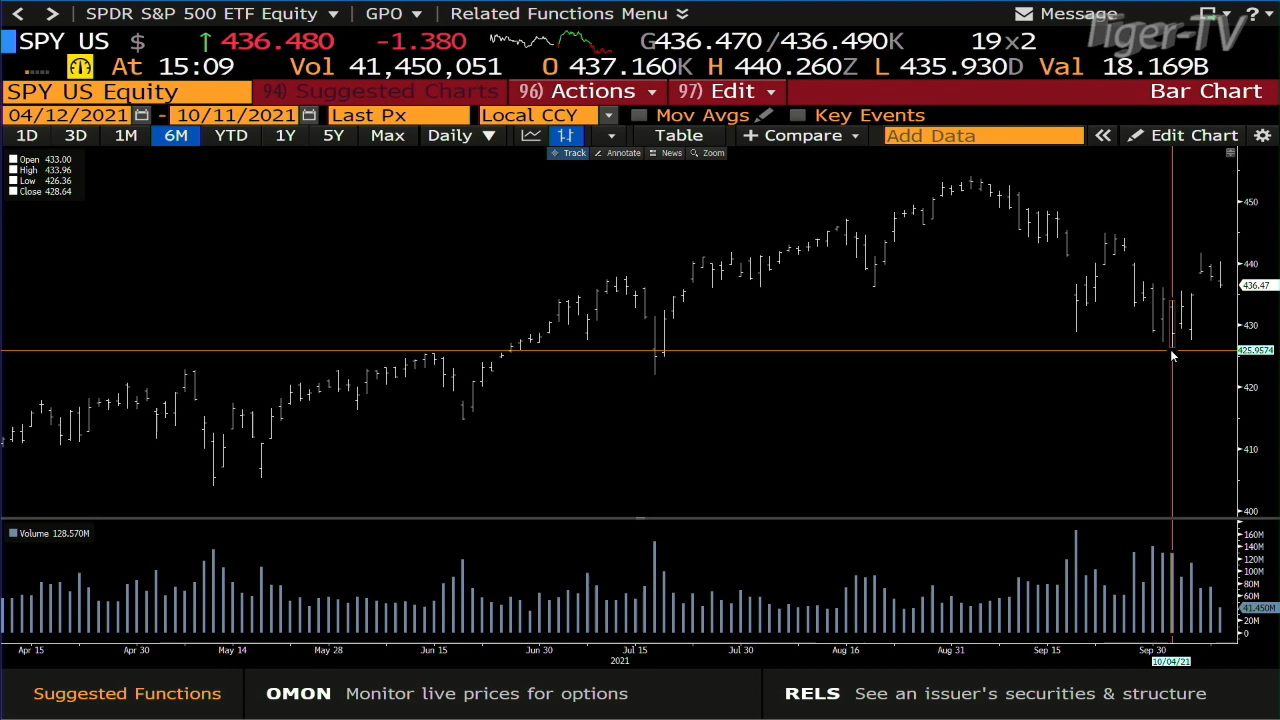 SPDR S&P 500 ETF Equity GPO Related Functions Menu Message ?
Tiger-TV
SPY US $ ↑ 436.480 -1.380 G436.470/436.490K 19x2
At 15:09 Vol 41,450,051 O 437.160K H 440.260Z L 435.930D Val 18.169B
SPY US Equity 94) Suggested Charts 96) Actions 97) Edit Bar Chart
04/12/2021 - 10/11/2021 Last Px Local CCY Mov Avgs Key Events
1D 3D 1M 6M YTD 1Y 5Y Max Daily ▼ Table + Compare Add Data « Edit Chart
Track Annotate News Zoom
Open 433.00
High 433.96
Low 426.36
Close 428.64
450
440
436.47
430
425.9574
420
410
400
Volume 128.570M
160M
140M
120M
100M
80M
60M
41.450M
20M
0
Apr 15 Apr 30 May 14 May 28 Jun 15 Jun 30 Jul 15 Jul 30 Aug 16 Aug 31 Sep 15 Sep 30
2021 10/04/21
Suggested Functions OMON Monitor live prices for options RELS See an issuer's securities & structure